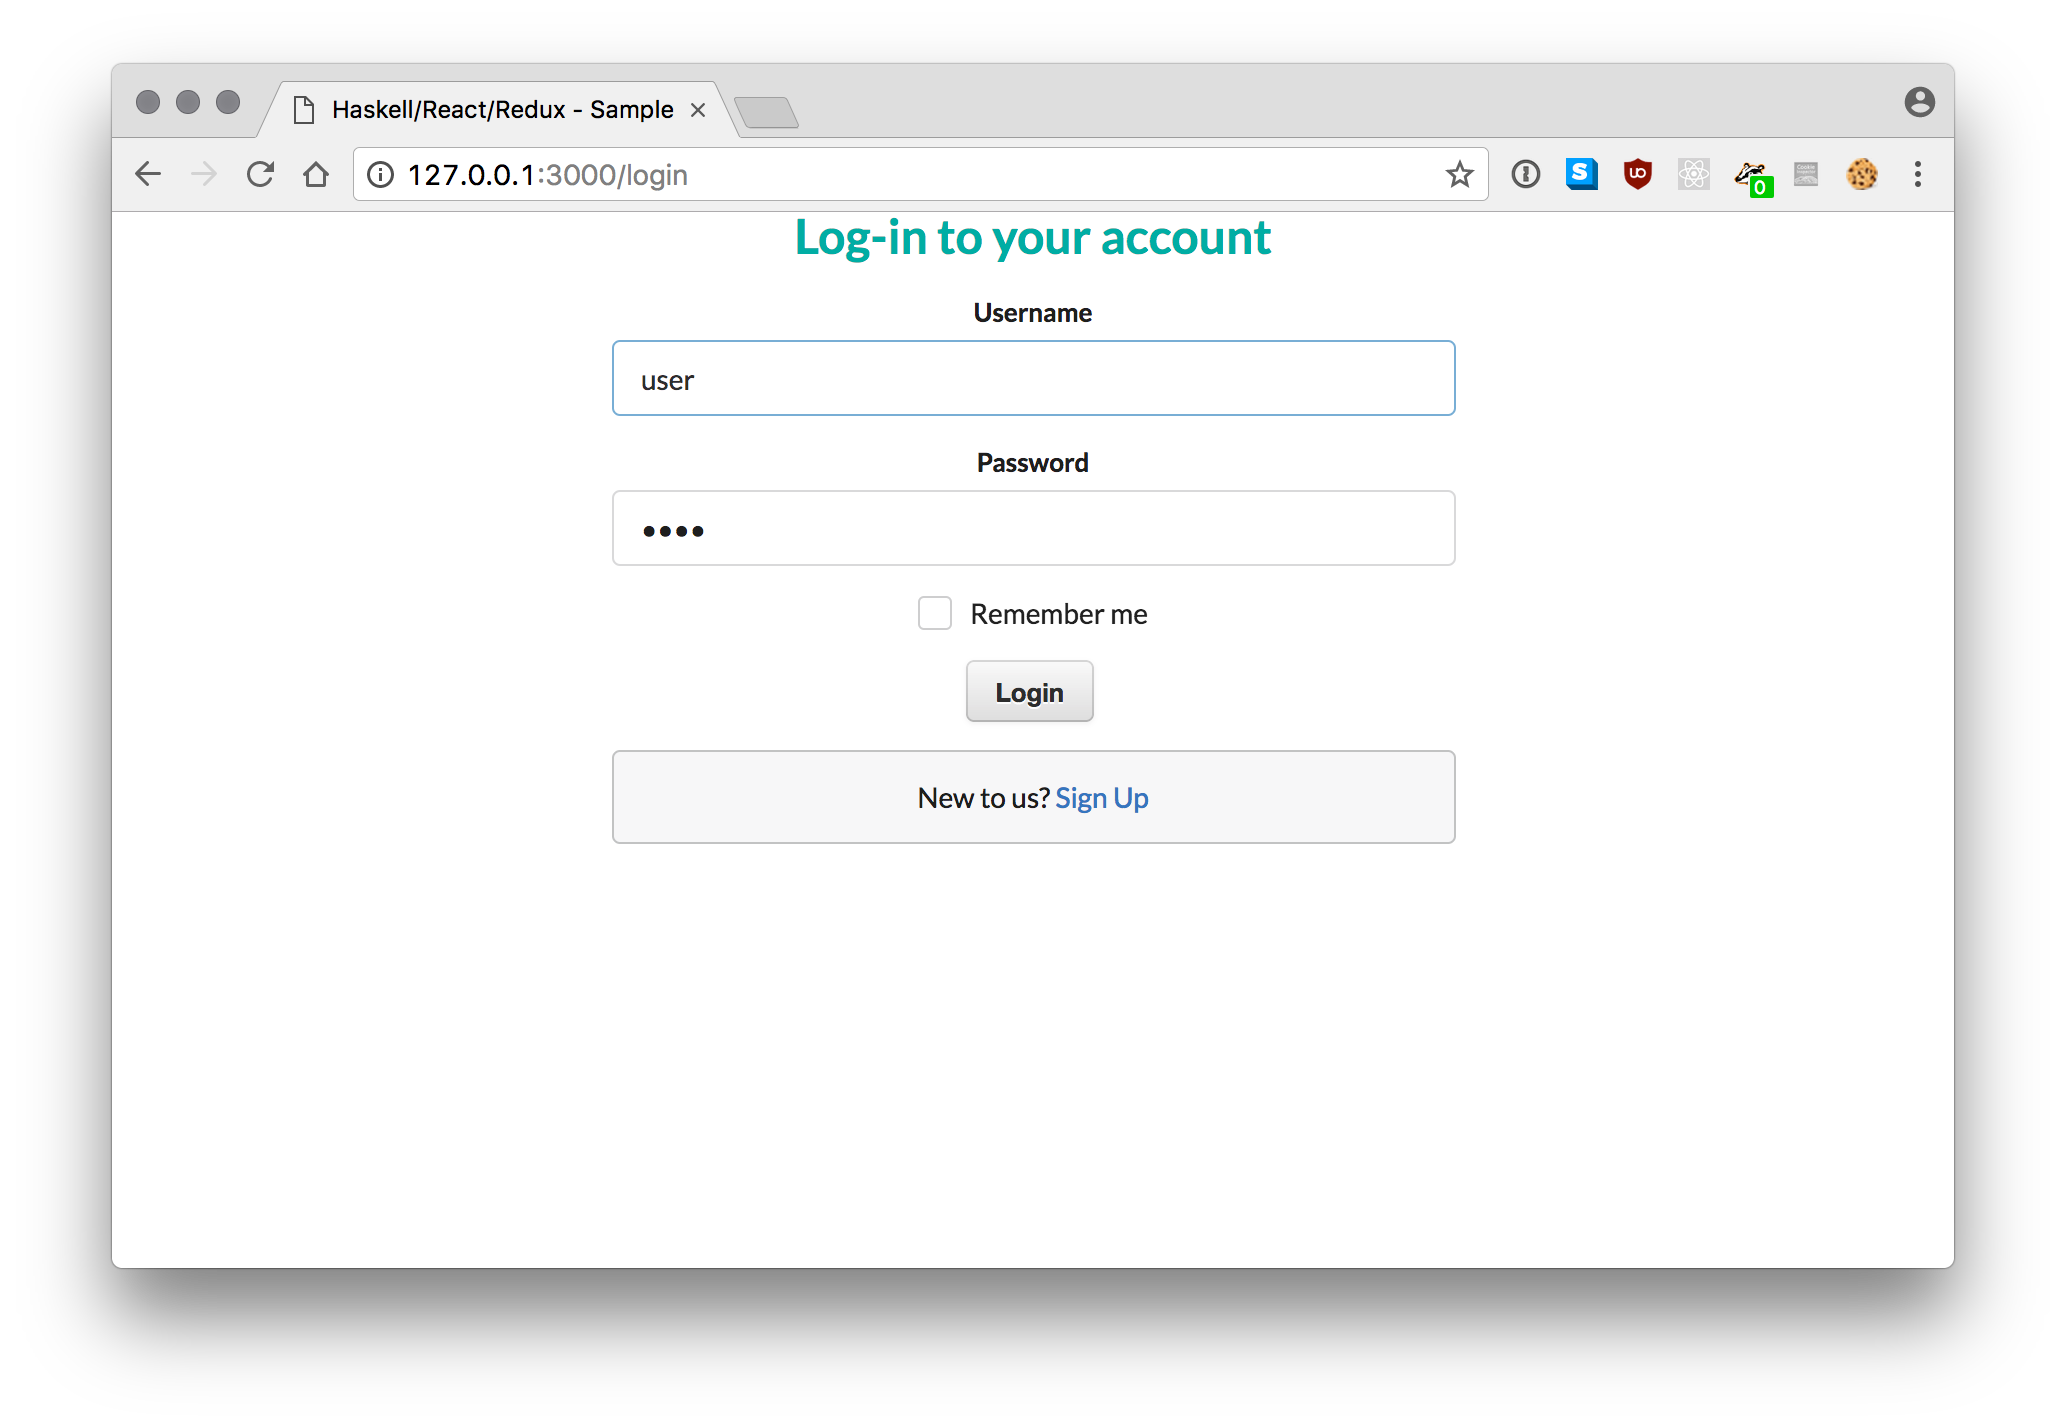 Haskell/React/Redux - Sample
127.0.0.1:3000/login
S
0
Log-in to your account
Username
user
Password
••••
Remember me
Login
New to us? Sign Up